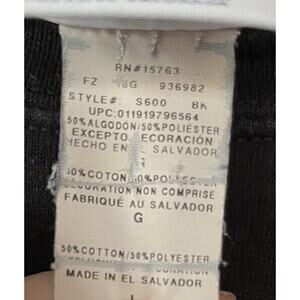 RN#15763
FZ 16G 936982
STYLE#: S600 BK
UPC:011919796564
50%ALGODON/50%POLIESTER
EXCEPTO ECORACIÓN
HECHO EN EL SALVADOR
50%COTON/50%POLYESTER
DECORATION NON COMPRISE
FABRIQUÉ AU SALVADOR
G
50%COTTON/50%POLYESTER
MADE IN EL SALVADOR
L